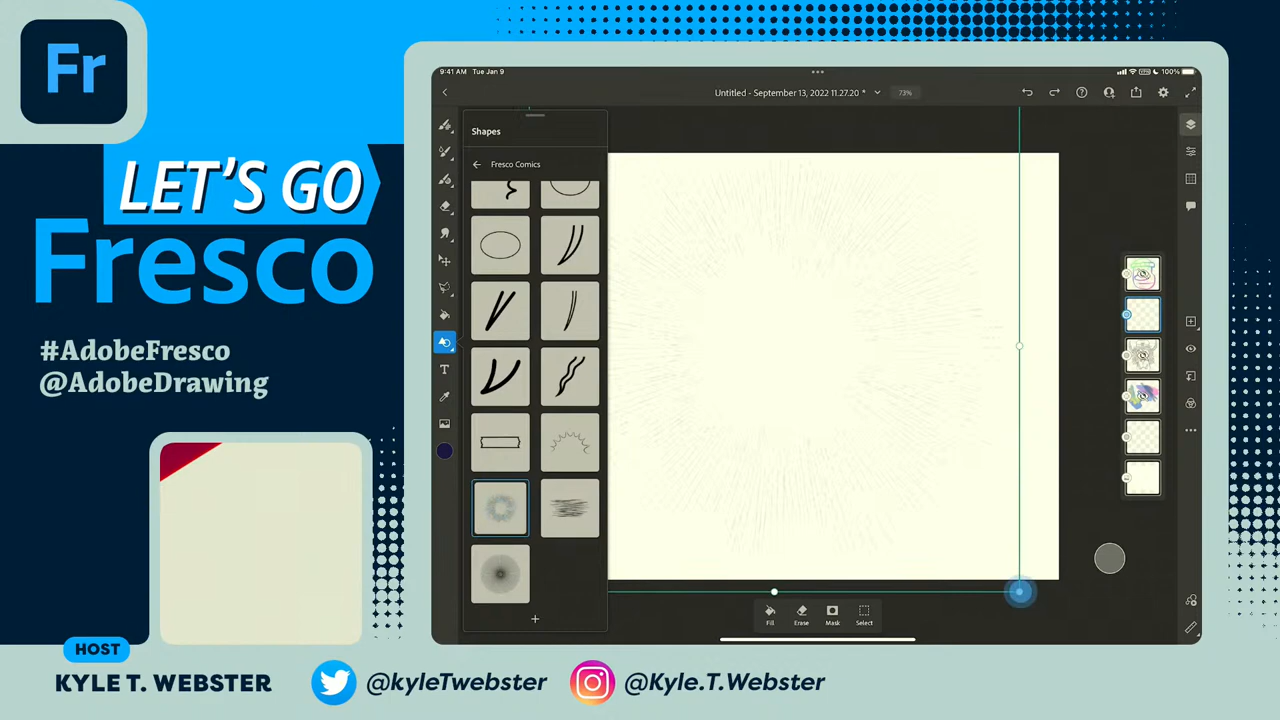 Fr
LET'S GO
Fresco
#AdobeFresco
@AdobeDrawing
HOST
KYLE T. WEBSTER
@kyleTwebster
@Kyle.T.Webster
9:41 AM Tue Jan 9
100%
Untitled - September 13, 2022 11.27.20 *
73%
Shapes
Fresco Comics
T
Fill
Erase
Mask
Select